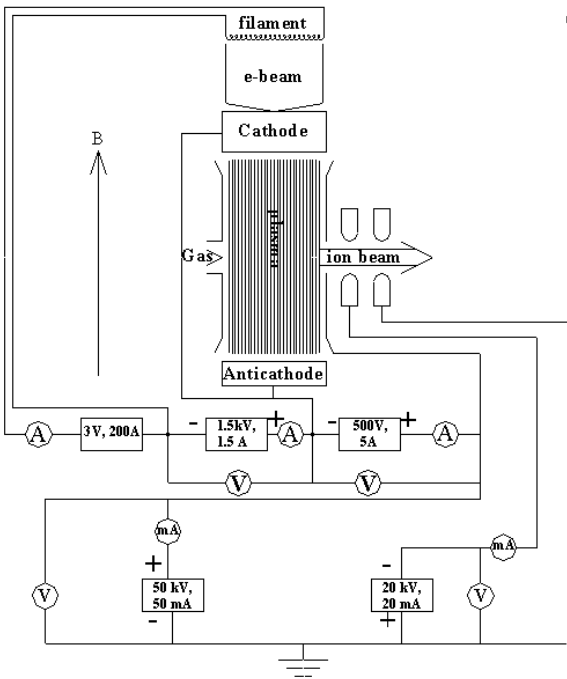 filament
e-beam
Cathode
B
plasma
Gas
ion beam
Anticathode
A
3V, 200A
-
1.5kV,
1.5 A
+
A
-
500V,
5A
+
A
V
V
mA
mA
+
-
V
50 kV,
50 mA
20 kV,
20 mA
V
-
+